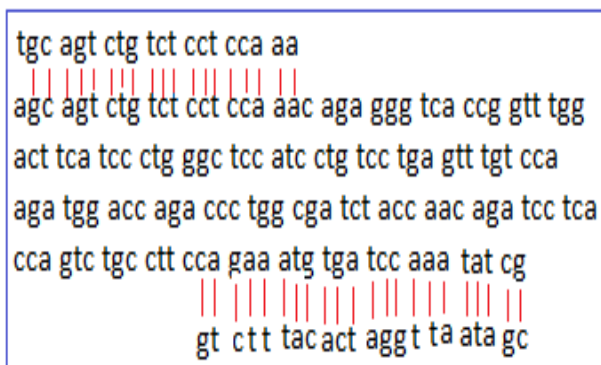 tgc agt ctg tct cct cca aa
agc agt ctg tct cct cca aac aga ggg tca ccg gtt tgg
act tca tcc ctg ggc tcc atc ctg tcc tga gtt tgt cca
aga tgg acc aga ccc tgg cga tct acc aac aga tcc tca
cca gtc tgc ctt cca gaa atg tga tcc aaa tat cg
gt ctt tac act aggt ta ata gc